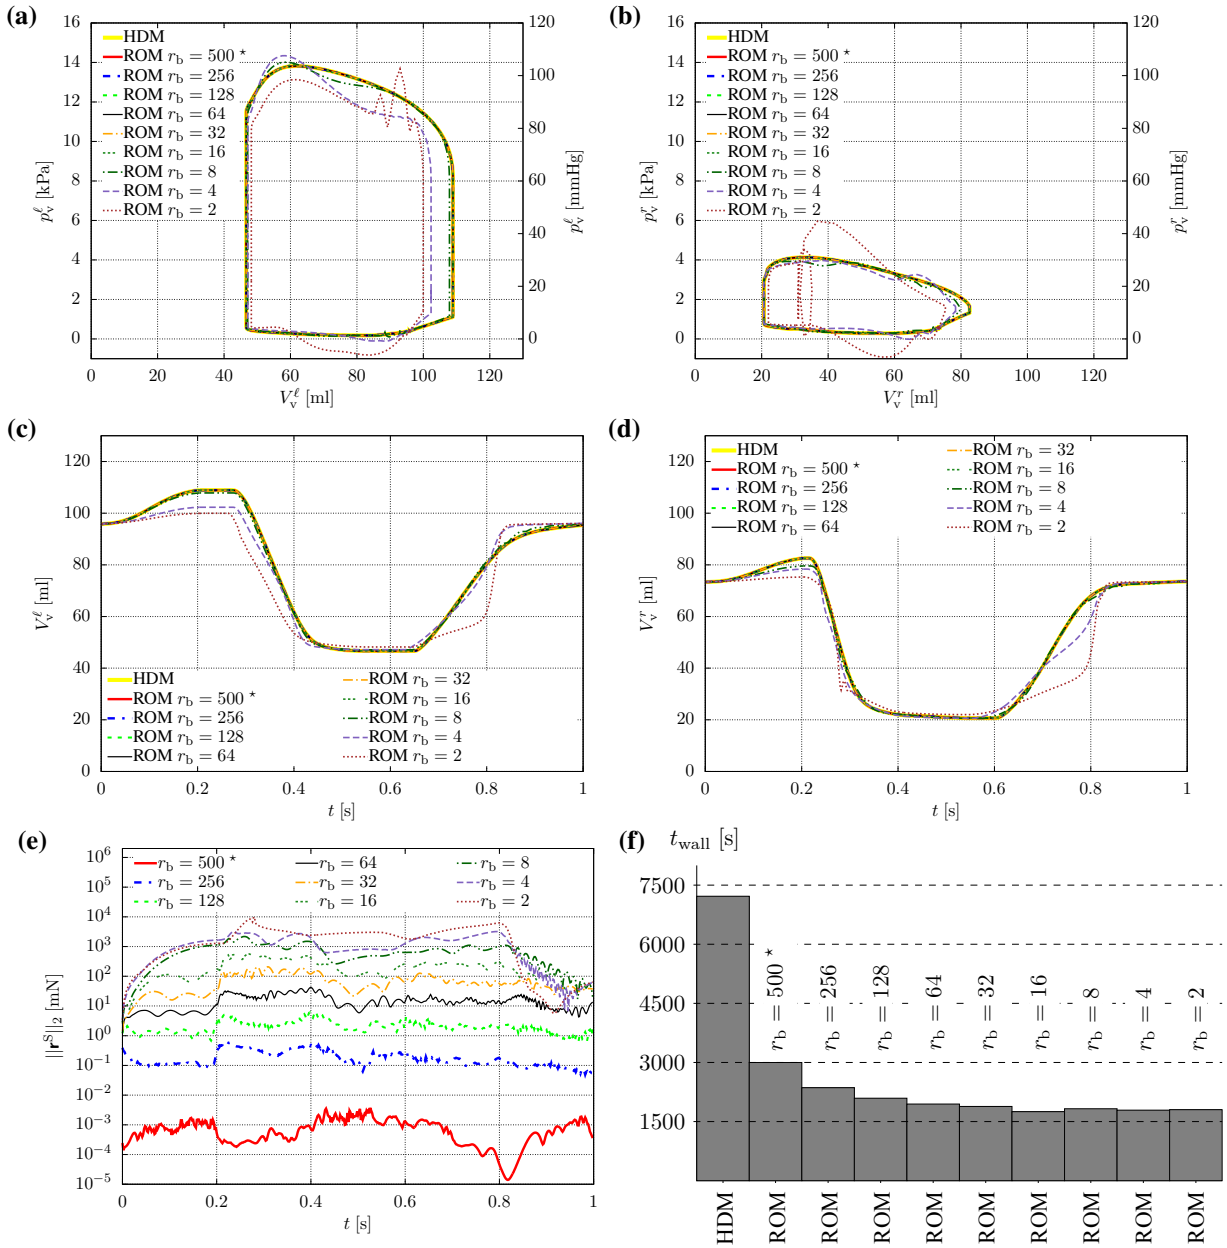 (a)
16
14
12
10
8
6
4
2
0
120
100
80
60
40
20
0
HDM
ROM r_b = 500 ⋆
ROM r_b = 256
ROM r_b = 128
ROM r_b = 64
ROM r_b = 32
ROM r_b = 16
ROM r_b = 8
ROM r_b = 4
ROM r_b = 2
p_v^ℓ [kPa]
p_v^ℓ [mmHg]
0 20 40 60 80 100 120
V_v^ℓ [ml]
(b)
16
14
12
10
8
6
4
2
0
120
100
80
60
40
20
0
HDM
ROM r_b = 500 ⋆
ROM r_b = 256
ROM r_b = 128
ROM r_b = 64
ROM r_b = 32
ROM r_b = 16
ROM r_b = 8
ROM r_b = 4
ROM r_b = 2
p_v^r [kPa]
p_v^r [mmHg]
0 20 40 60 80 100 120
V_v^r [ml]
(c)
120
100
80
60
40
20
0
V_v^ℓ [ml]
HDM
ROM r_b = 500 ⋆
ROM r_b = 256
ROM r_b = 128
ROM r_b = 64
ROM r_b = 32
ROM r_b = 16
ROM r_b = 8
ROM r_b = 4
ROM r_b = 2
0 0.2 0.4 0.6 0.8 1
t [s]
(d)
120
100
80
60
40
20
0
V_v^r [ml]
HDM
ROM r_b = 500 ⋆
ROM r_b = 256
ROM r_b = 128
ROM r_b = 64
ROM r_b = 32
ROM r_b = 16
ROM r_b = 8
ROM r_b = 4
ROM r_b = 2
0 0.2 0.4 0.6 0.8 1
t [s]
(e)
10^6
10^5
10^4
10^3
10^2
10^1
10^0
10^−1
10^−2
10^−3
10^−4
10^−5
||r^S||_2 [mN]
r_b = 500 ⋆
r_b = 256
r_b = 128
r_b = 64
r_b = 32
r_b = 16
r_b = 8
r_b = 4
r_b = 2
0 0.2 0.4 0.6 0.8 1
t [s]
(f) t_wall [s]
7500
6000
4500
3000
1500
r_b = 500 ⋆
r_b = 256
r_b = 128
r_b = 64
r_b = 32
r_b = 16
r_b = 8
r_b = 4
r_b = 2
HDM
ROM
ROM
ROM
ROM
ROM
ROM
ROM
ROM
ROM